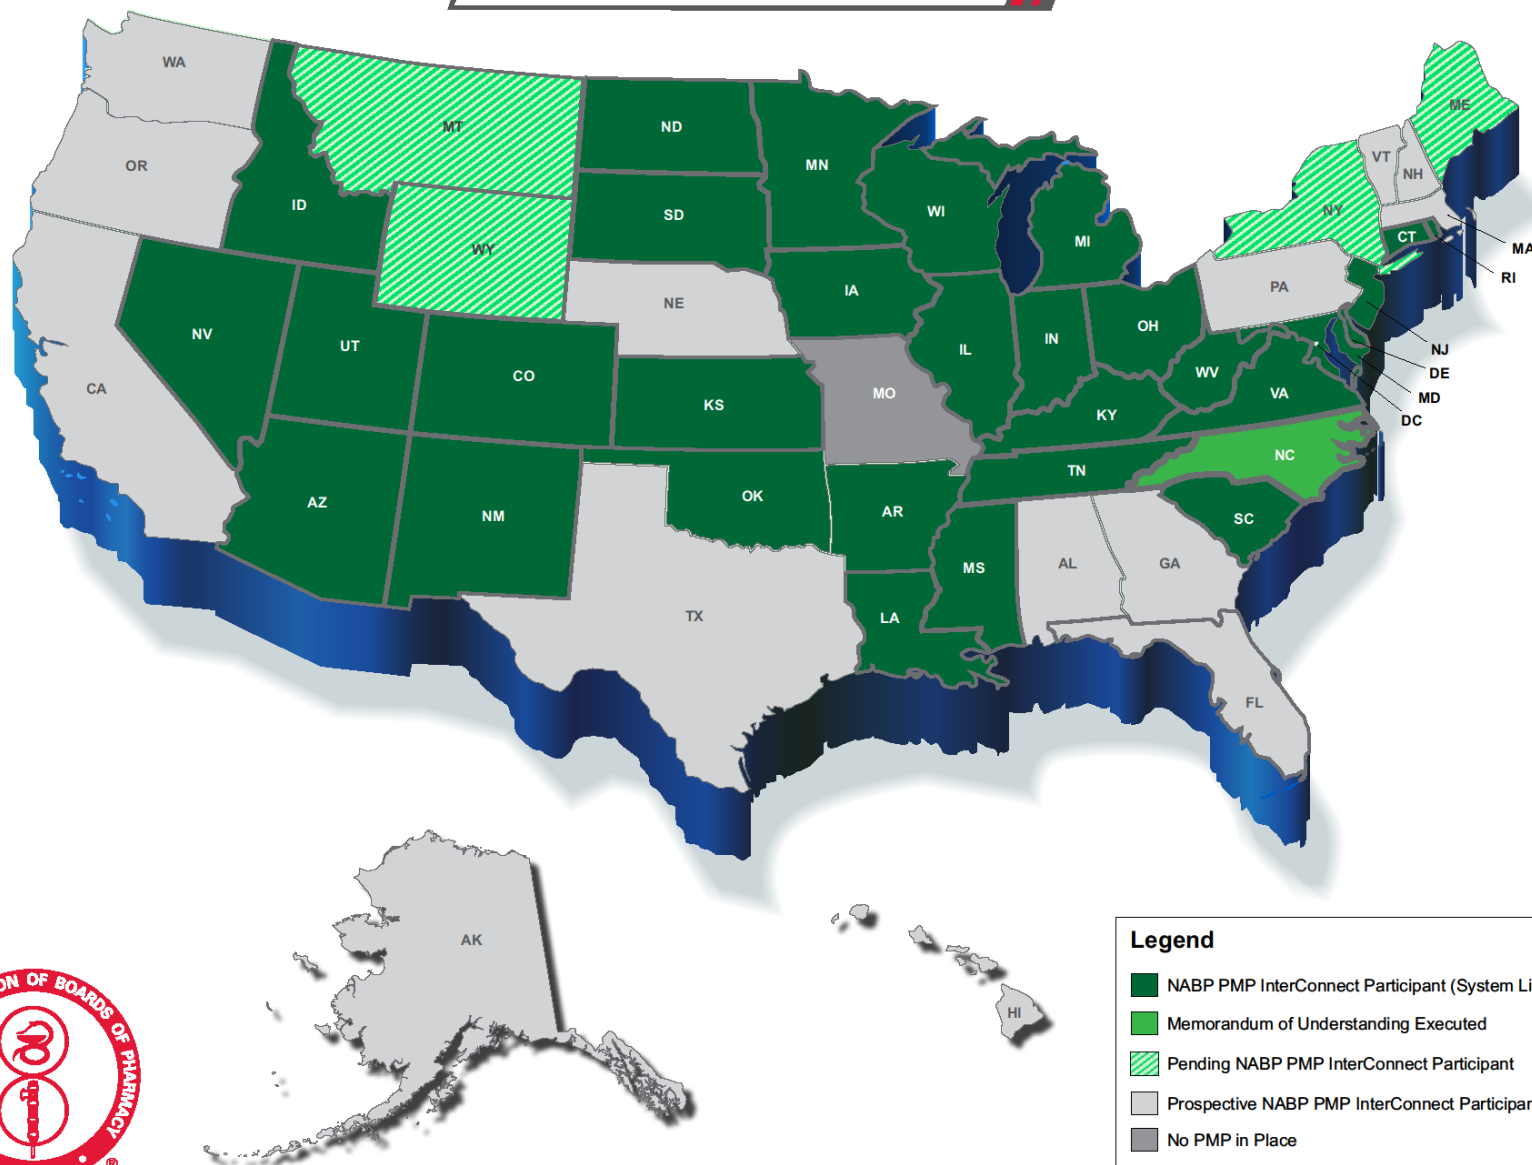 WA
MT
ND
ME
OR
MN
VT
NH
ID
SD
WI
NY
MI
CT
MA
WY
RI
NE
IA
PA
NV
UT
IL
IN
OH
NJ
CO
WV
DE
CA
KS
MO
KY
VA
MD
DC
AZ
NM
OK
AR
TN
NC
SC
TX
LA
MS
AL
GA
FL
AK
HI
OF BOARDS OF PHARMACY
®
Legend
NABP PMP InterConnect Participant (System
Memorandum of Understanding Executed
Pending NABP PMP InterConnect Participant
Prospective NABP PMP InterConnect
No PMP in Place